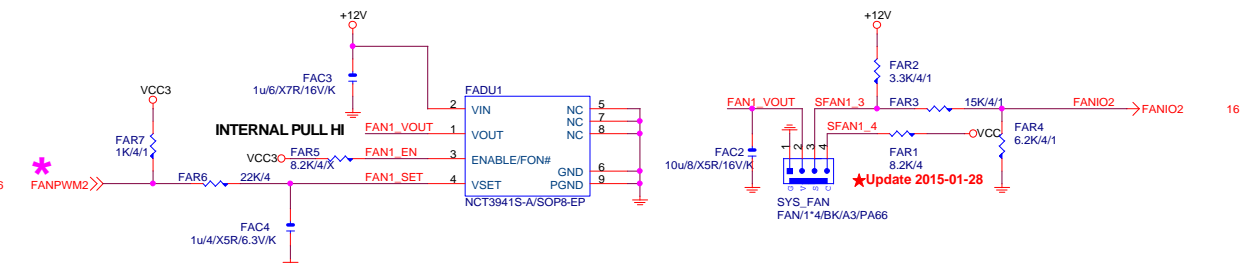 +12V
FAC3
1u/6/X7R/16V/K
VCC3
FAR7
1K/4/1
INTERNAL PULL HI
FAN1_VOUT
VCC3
FAR5
8.2K/4/X
FAN1_EN
*
FANPWM2
FAR6
22K/4
FAN1_SET
FAC4
1u/4/X5R/6.3V/K
FADU1
2 VIN
1 VOUT
3 ENABLE/FON#
4 VSET
NC 5
NC 7
NC 8
GND 6
PGND 9
NCT3941S-A/SOP8-EP
+12V
FAR2
3.3K/4/1
FAN1_VOUT
SFAN1_3
FAR3
15K/4/1
FANIO2
FANIO2
16
SFAN1_4
VCC
FAR4
6.2K/4/1
FAC2
10u/8/X5R/16V/K
FAR1
8.2K/4
1 2 3 4
G V S C
★Update 2015-01-28
SYS_FAN
FAN/1*4/BK/A3/PA66